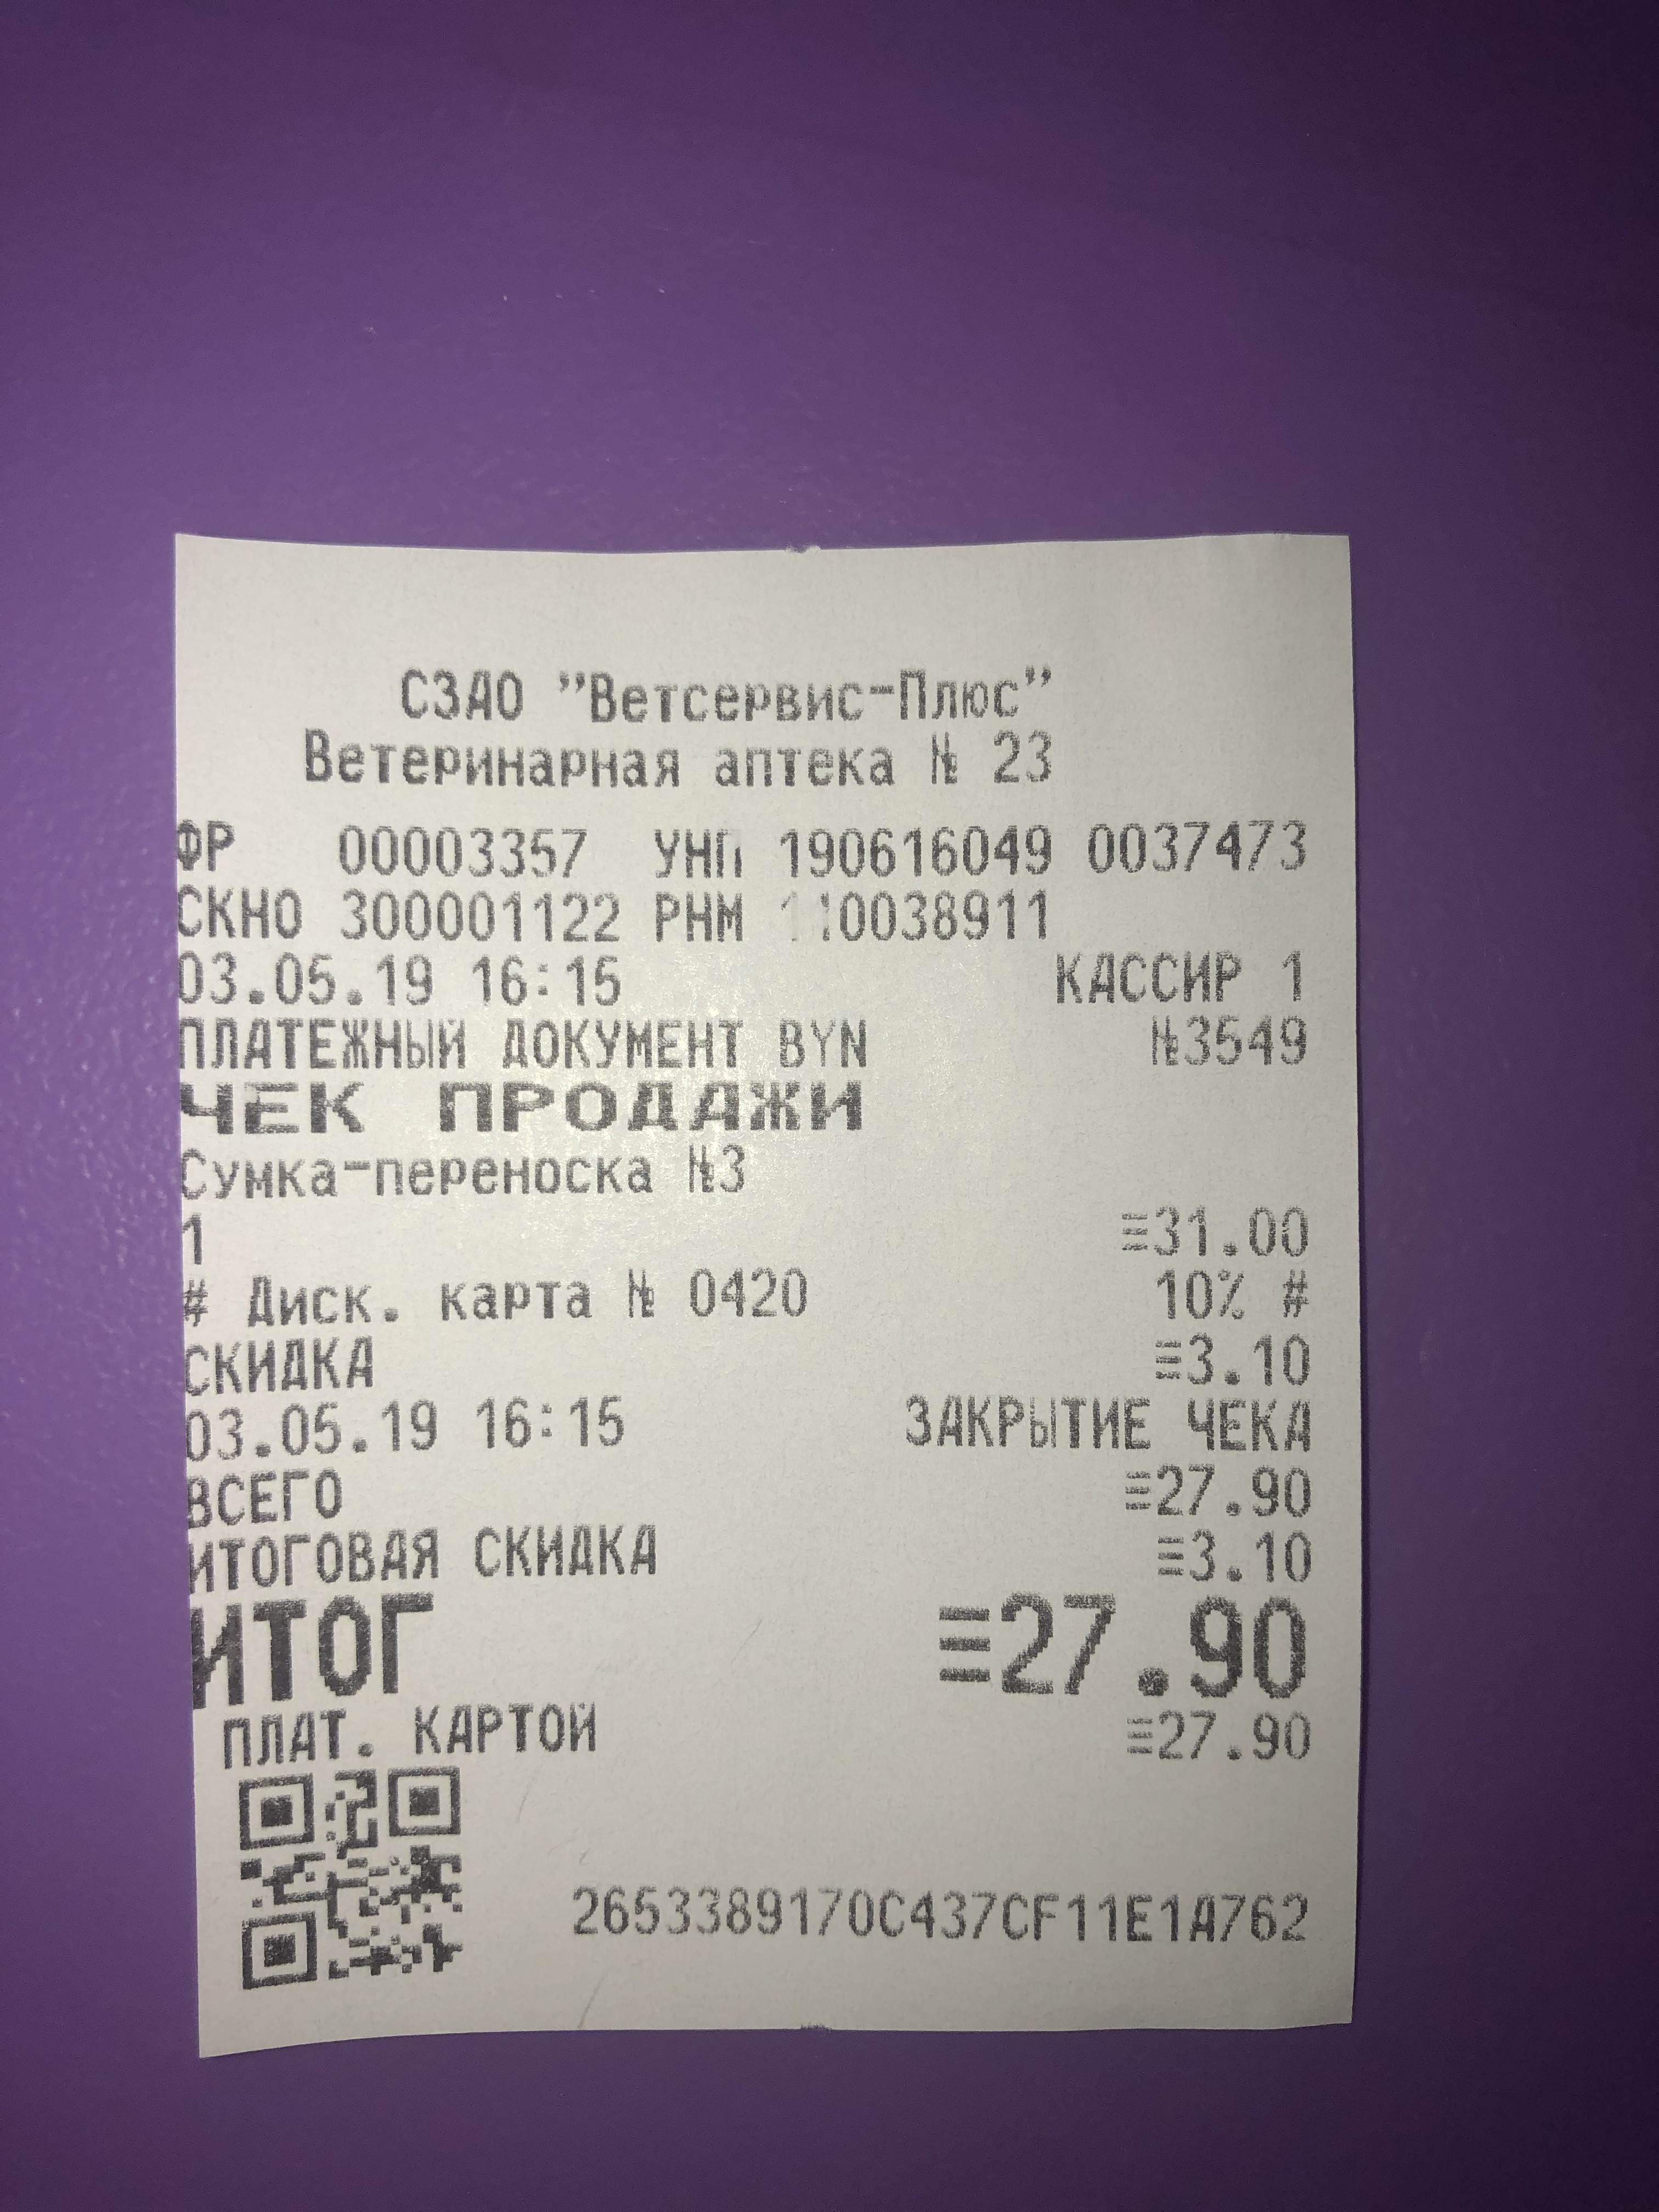 СЗАО "Ветсервис-Плюс"
Ветеринарная аптека № 23
ФР 00003357 УНП 190616049 0037473
СКНО 300001122 РНМ 110038911
03.05.19 16:15 КАССИР 1
ПЛАТЕЖНЫЙ ДОКУМЕНТ BYN №3549
ЧЕК ПРОДАЖИ
Сумка-переноска №3
1 ≡31.00
# Диск. карта № 0420 10% #
СКИДКА ≡3.10
03.05.19 16:15 ЗАКРЫТИЕ ЧЕКА
ВСЕГО ≡27.90
ИТОГОВАЯ СКИДКА ≡3.10
ИТОГ ≡27.90
ПЛАТ. КАРТОЙ ≡27.90
2653389170C437CF11E1A762